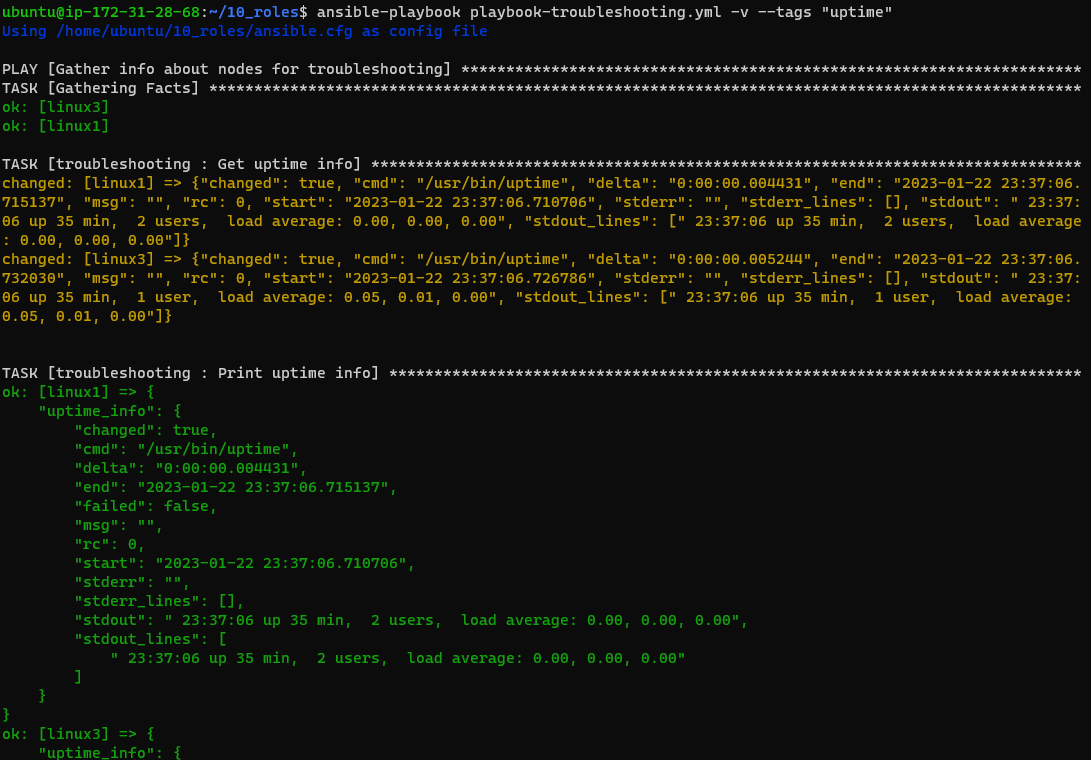 ubuntu@ip-172-31-28-68:~/10_roles$ ansible-playbook playbook-troubleshooting.yml -v --tags "uptime"
Using /home/ubuntu/10_roles/ansible.cfg as config file
PLAY [Gather info about nodes for troubleshooting] *********************************************************************
TASK [Gathering Facts] *************************************************************************************************
ok: [linux3]
ok: [linux1]
TASK [troubleshooting : Get uptime info] *******************************************************************************
changed: [linux1] => {"changed": true, "cmd": "/usr/bin/uptime", "delta": "0:00:00.004431", "end": "2023-01-22 23:37:06.
715137", "msg": "", "rc": 0, "start": "2023-01-22 23:37:06.710706", "stderr": "", "stderr_lines": [], "stdout": " 23:37:
06 up 35 min,  2 users,  load average: 0.00, 0.00, 0.00", "stdout_lines": [" 23:37:06 up 35 min,  2 users,  load average
: 0.00, 0.00, 0.00"]}
changed: [linux3] => {"changed": true, "cmd": "/usr/bin/uptime", "delta": "0:00:00.005244", "end": "2023-01-22 23:37:06.
732030", "msg": "", "rc": 0, "start": "2023-01-22 23:37:06.726786", "stderr": "", "stderr_lines": [], "stdout": " 23:37:
06 up 35 min,  1 user,  load average: 0.05, 0.01, 0.00", "stdout_lines": [" 23:37:06 up 35 min,  1 user,  load average:
0.05, 0.01, 0.00"]}
TASK [troubleshooting : Print uptime info] *****************************************************************************
ok: [linux1] => {
    "uptime_info": {
        "changed": true,
        "cmd": "/usr/bin/uptime",
        "delta": "0:00:00.004431",
        "end": "2023-01-22 23:37:06.715137",
        "failed": false,
        "msg": "",
        "rc": 0,
        "start": "2023-01-22 23:37:06.710706",
        "stderr": "",
        "stderr_lines": [],
        "stdout": " 23:37:06 up 35 min,  2 users,  load average: 0.00, 0.00, 0.00",
        "stdout_lines": [
            " 23:37:06 up 35 min,  2 users,  load average: 0.00, 0.00, 0.00"
        ]
    }
}
ok: [linux3] => {
    "uptime_info": {